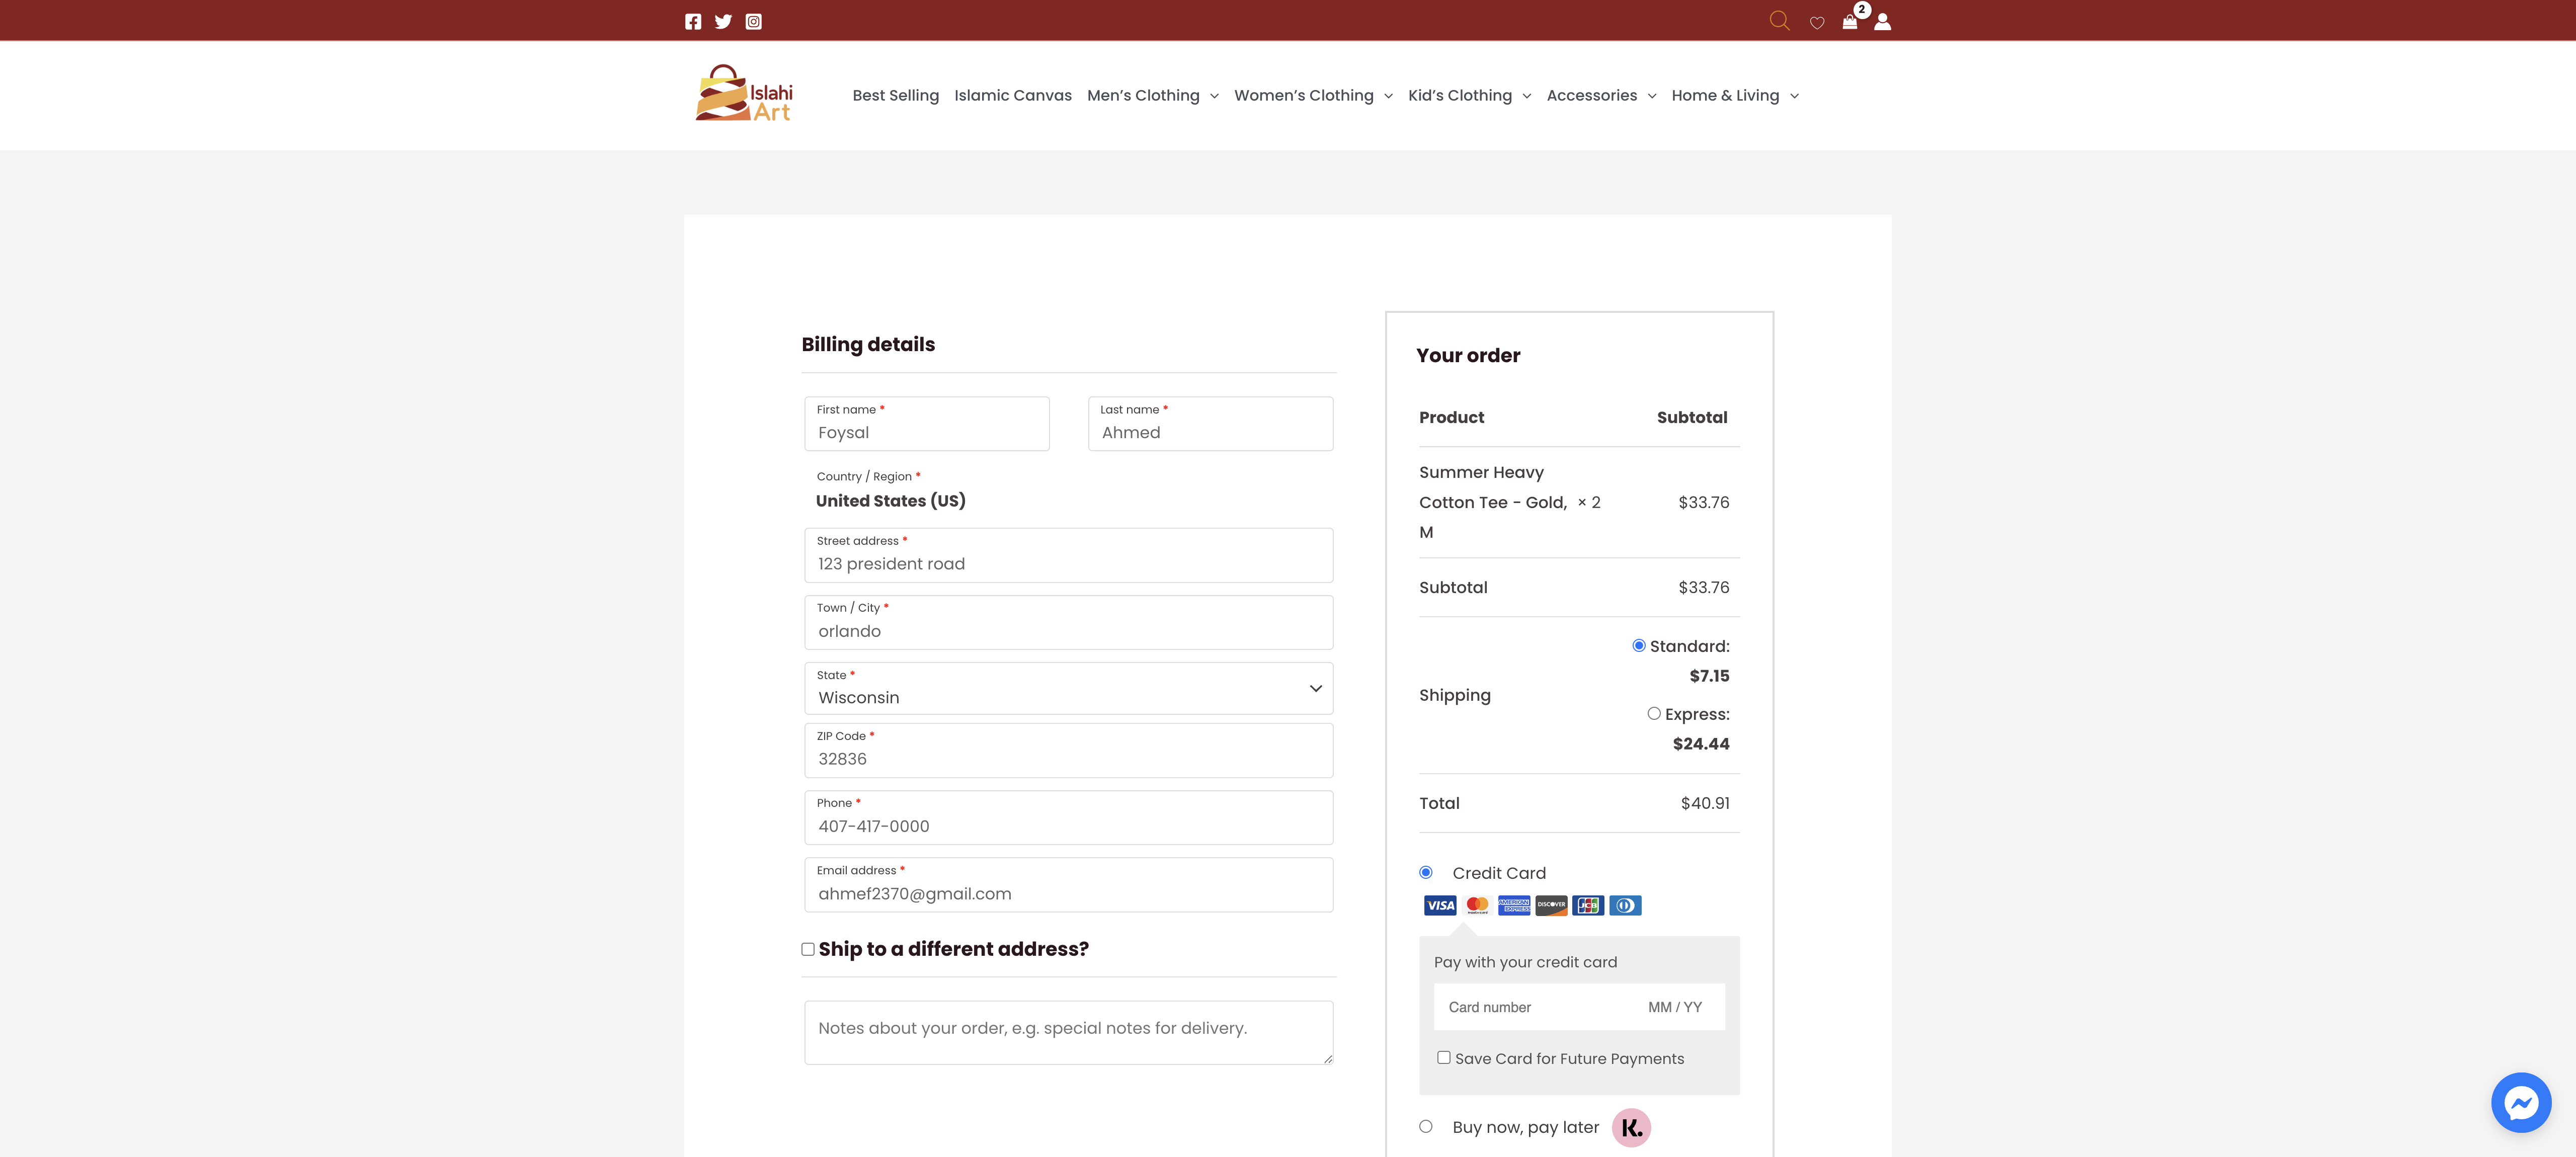 2
Islahi
Art
Best Selling Islamic Canvas Men's Clothing Women's Clothing Kid's Clothing Accessories Home & Living
Billing details
First name *
Foysal
Last name *
Ahmed
Country / Region *
United States (US)
Street address *
123 president road
Town / City *
orlando
State *
Wisconsin
ZIP Code *
32836
Phone *
407-417-0000
Email address *
ahmef2370@gmail.com
Ship to a different address?
Notes about your order, e.g. special notes for delivery.
Your order
Product Subtotal
Summer Heavy
Cotton Tee - Gold, × 2 $33.76
M
Subtotal $33.76
Shipping
Standard:
$7.15
Express:
$24.44
Total $40.91
Credit Card
VISA mastercard AMERICAN EXPRESS DISCOVER JCB
Pay with your credit card
Card number MM / YY
Save Card for Future Payments
Buy now, pay later K.